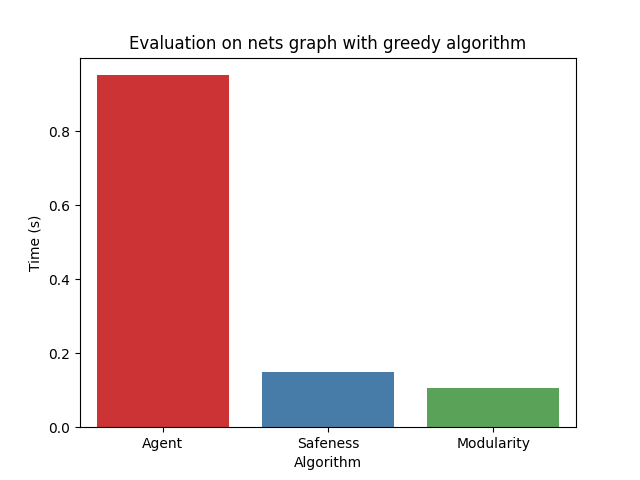 Evaluation on nets graph with greedy algorithm
Time (s)
0.8
0.6
0.4
0.2
0.0
Agent
Safeness
Modularity
Algorithm